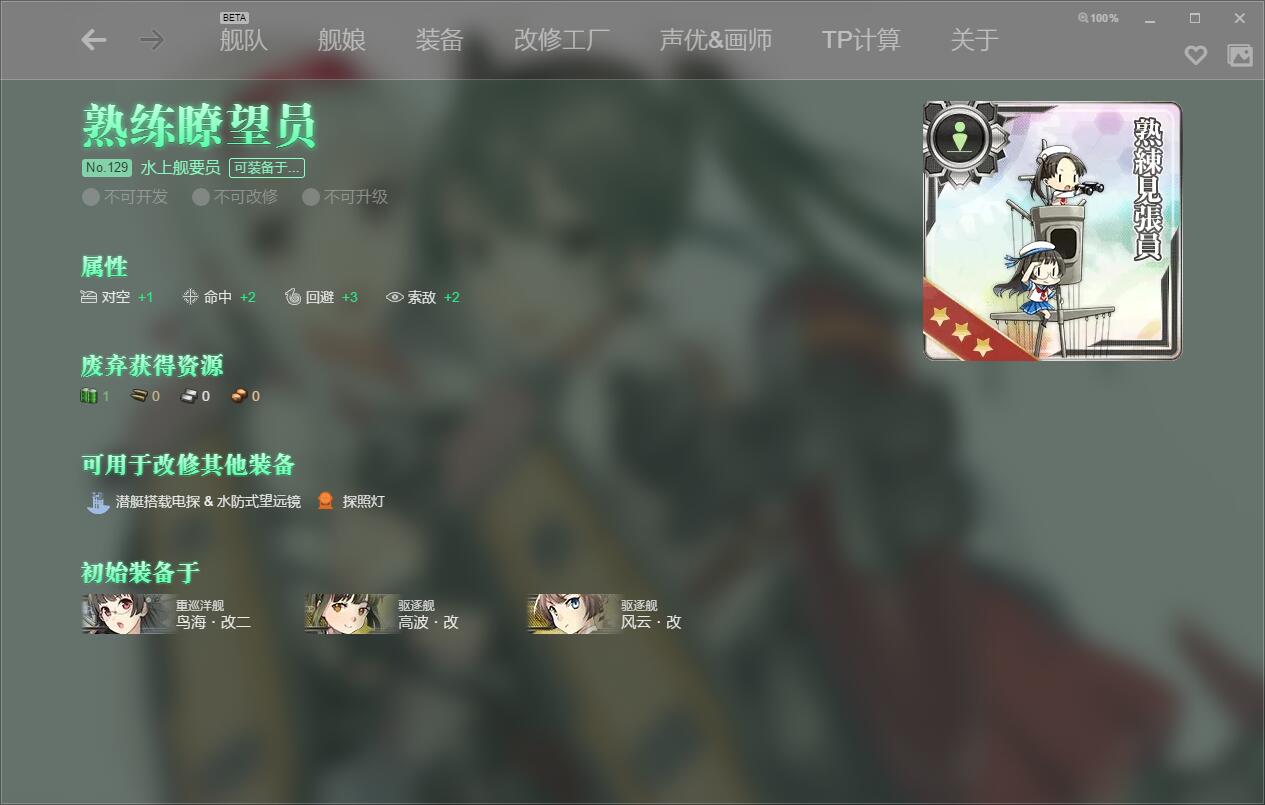 BETA
舰队 舰娘 装备 改修工厂 声优&画师 TP计算 关于
100%
熟练瞭望员
No.129 水上舰要员 可装备于...
不可开发 不可改修 不可升级
熟練見張員
属性
对空 +1 命中 +2 回避 +3 索敌 +2
废弃获得资源
1 0 0 0
可用于改修其他装备
潜艇搭载电探 & 水防式望远镜 探照灯
初始装备于
重巡洋舰
鸟海·改二
驱逐舰
高波·改
驱逐舰
风云·改